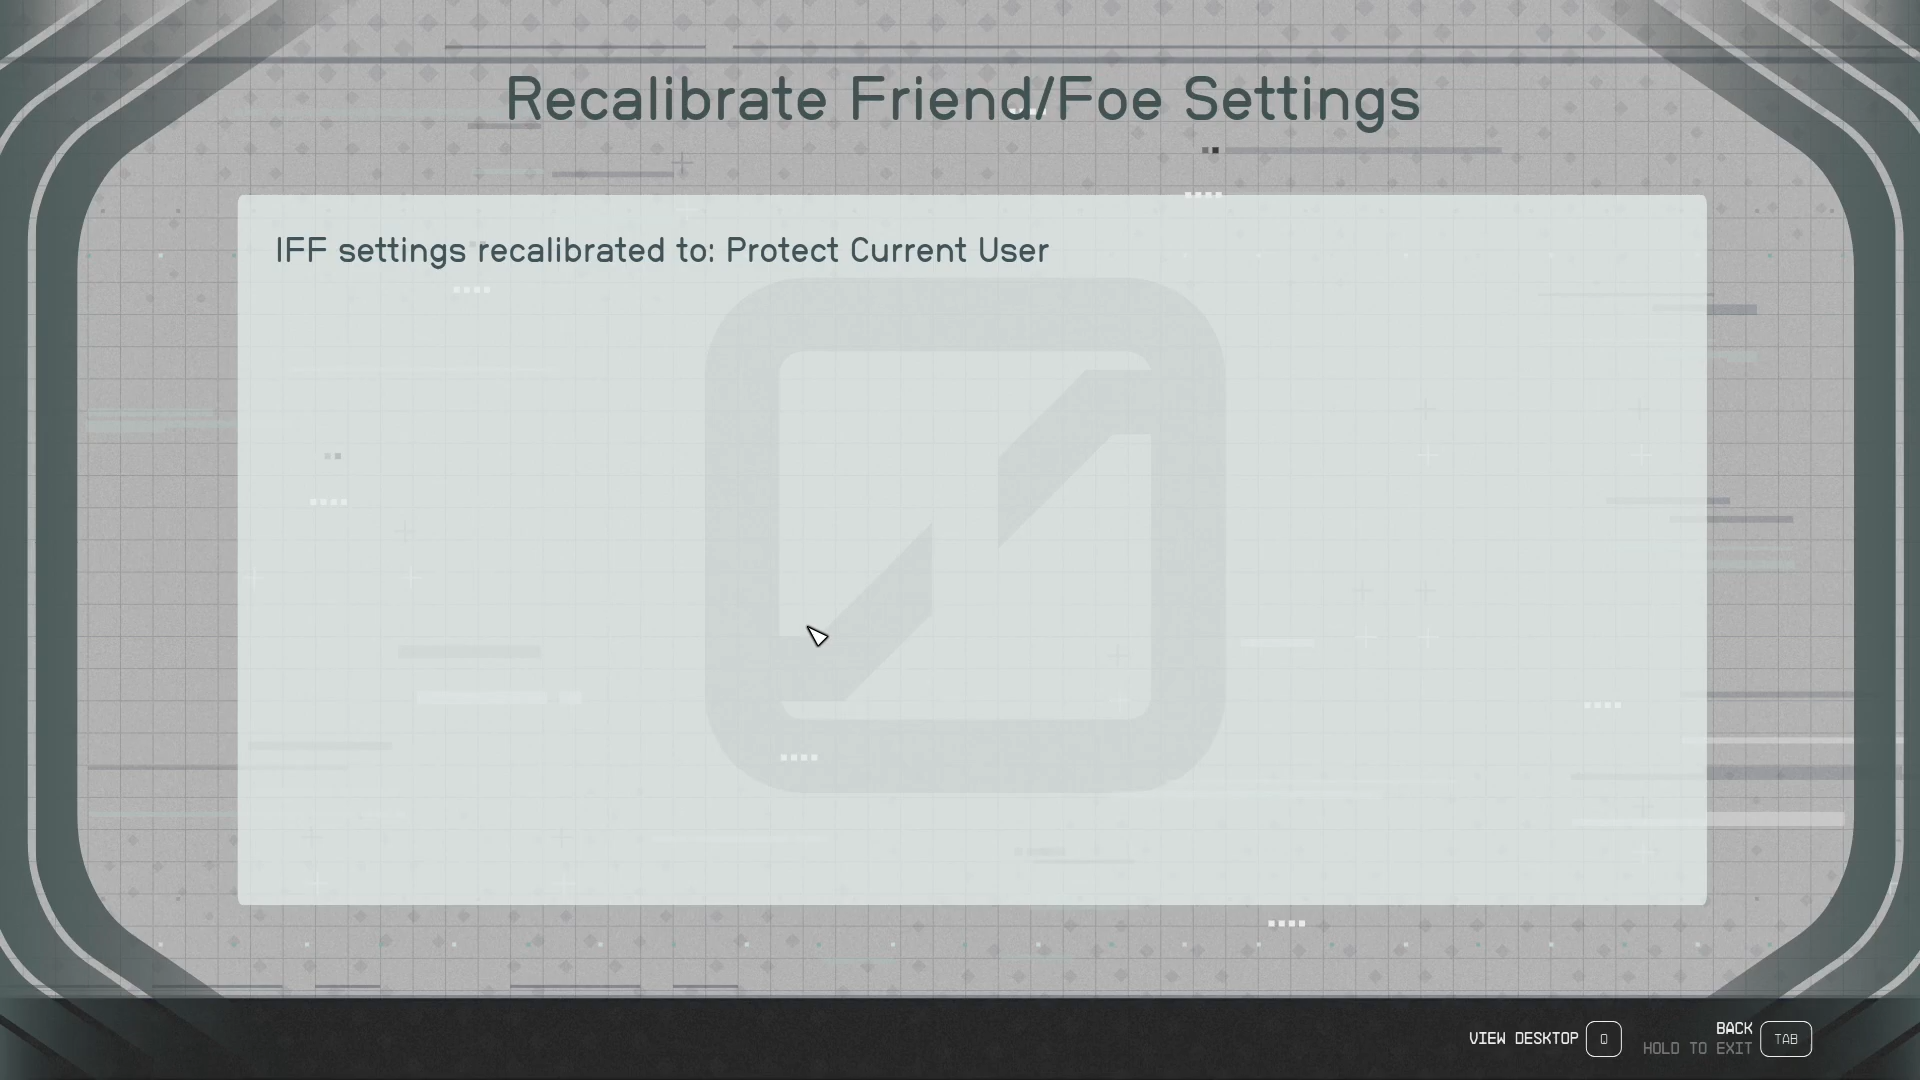 Recalibrate Friend/Foe Settings
IFF settings recalibrated to: Protect Current User
VIEW DESKTOP Q
BACK
HOLD TO EXIT TAB